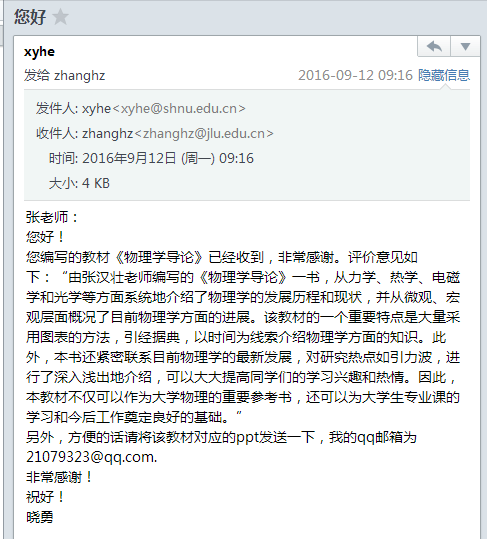 您好
xyhe
发给 zhanghz
2016-09-12 09:16 隐藏信息
发件人: xyhe<xyhe@shnu.edu.cn>
收件人: zhanghz<zhanghz@jlu.edu.cn>
时间: 2016年9月12日 (周一) 09:16
大小: 4 KB
张老师：
您好！
您编写的教材《物理学导论》已经收到，非常感谢。评价意见如
下：“由张汉壮老师编写的《物理学导论》一书，从力学、热学、电磁
学和光学等方面系统地介绍了物理学的发展历程和现状，并从微观、宏
观层面概况了目前物理学方面的进展。该教材的一个重要特点是大量采
用图表的方法，引经据典，以时间为线索介绍物理学方面的知识。此
外，本书还紧密联系目前物理学的最新发展，对研究热点如引力波，进
行了深入浅出地介绍，可以大大提高同学们的学习兴趣和热情。因此，
本教材不仅可以作为大学物理的重要参考书，还可以为大学生专业课的
学习和今后工作奠定良好的基础。”
另外，方便的话请将该教材对应的ppt发送一下，我的qq邮箱为
21079323@qq.com.
非常感谢！
祝好！
晓勇